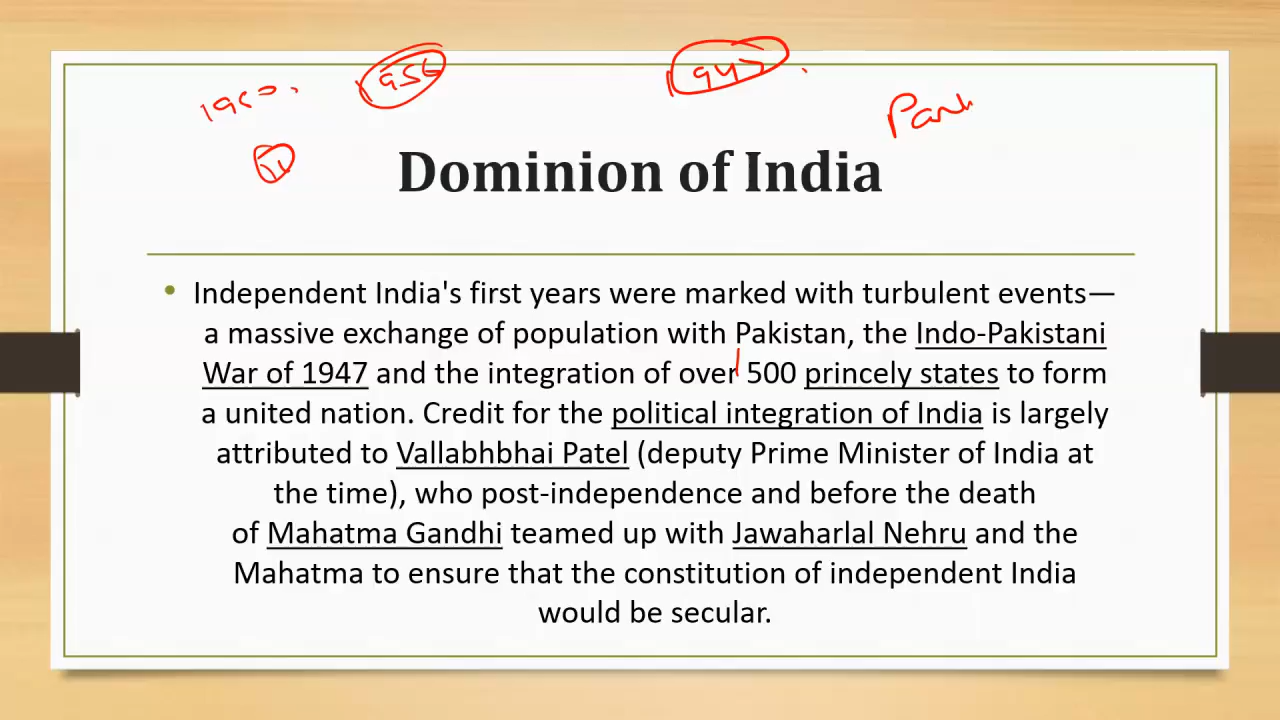 Dominion of India
• Independent India's first years were marked with turbulent events—
a massive exchange of population with Pakistan, the Indo-Pakistani
War of 1947 and the integration of over 500 princely states to form
a united nation. Credit for the political integration of India is largely
attributed to Vallabhbhai Patel (deputy Prime Minister of India at
the time), who post-independence and before the death
of Mahatma Gandhi teamed up with Jawaharlal Nehru and the
Mahatma to ensure that the constitution of independent India
would be secular.